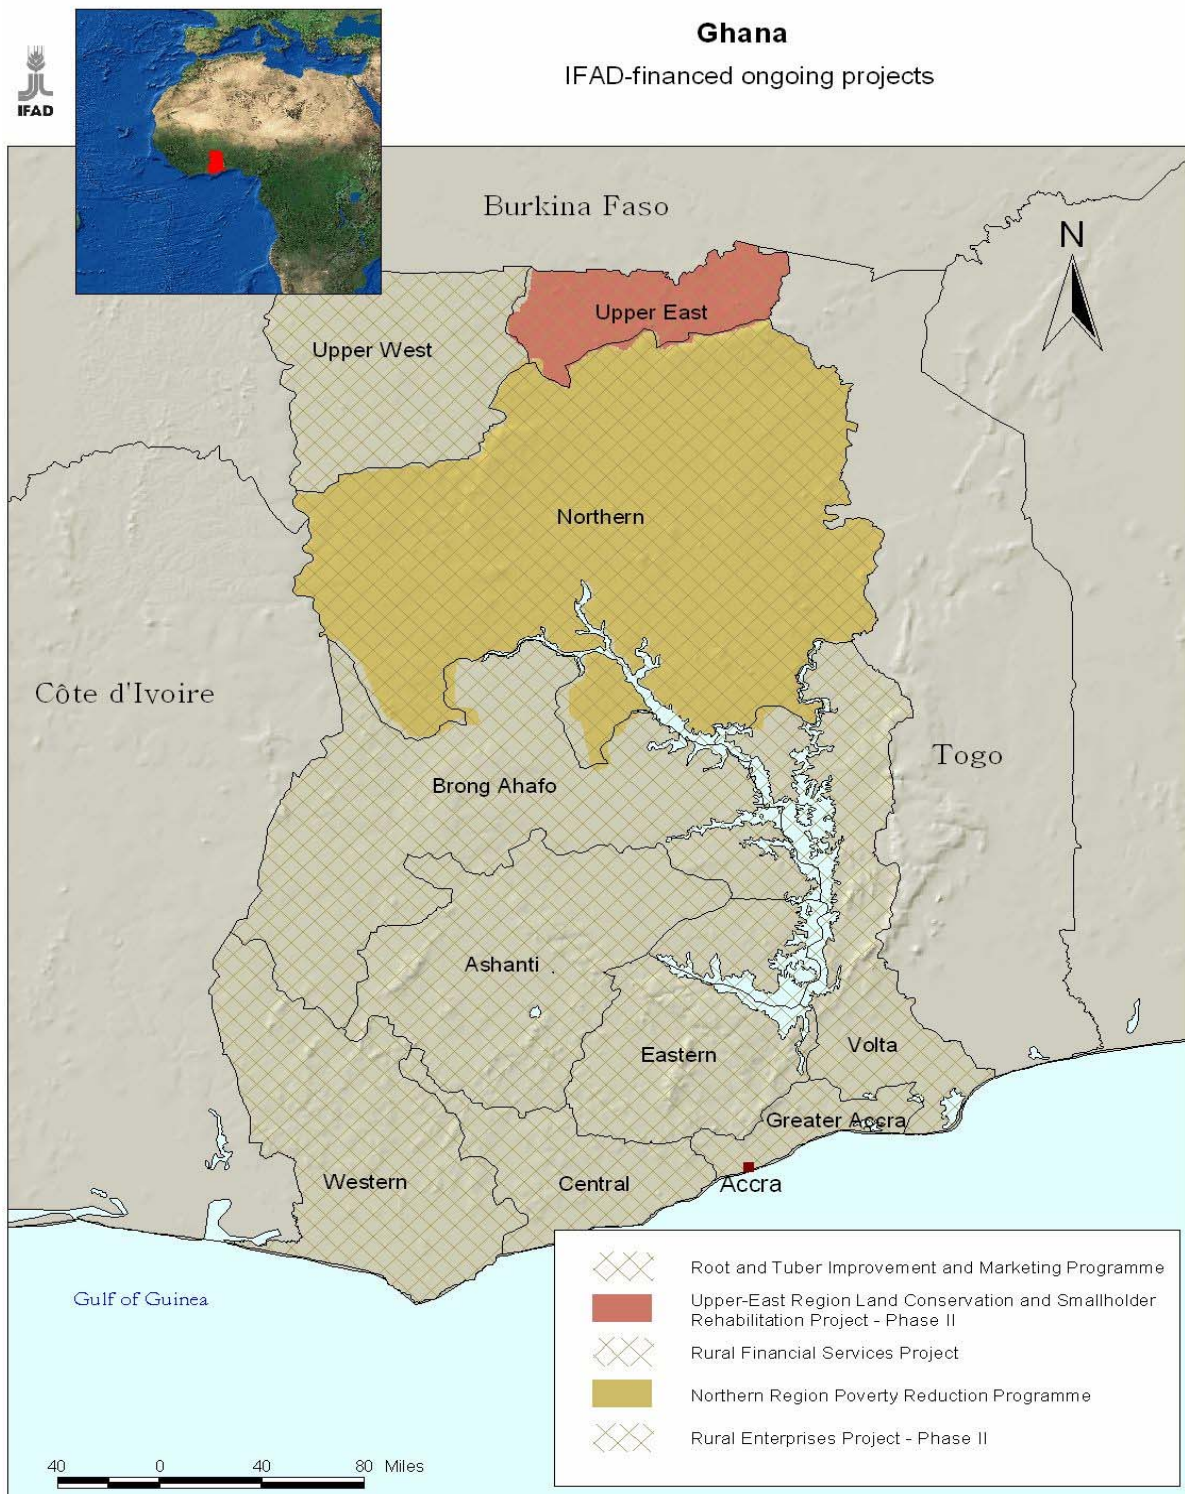 Ghana
IFAD-financed ongoing projects
IFAD
Burkina Faso
N
Upper East
Upper West
Northern
Côte d'Ivoire
Togo
Brong Ahafo
Ashanti
Eastern
Volta
Greater Accra
Western
Central
Accra
Gulf of Guinea
Root and Tuber Improvement and Marketing Programme
Upper-East Region Land Conservation and Smallholder
Rehabilitation Project - Phase II
Rural Financial Services Project
Northern Region Poverty Reduction Programme
Rural Enterprises Project - Phase II
40 0 40 80 Miles